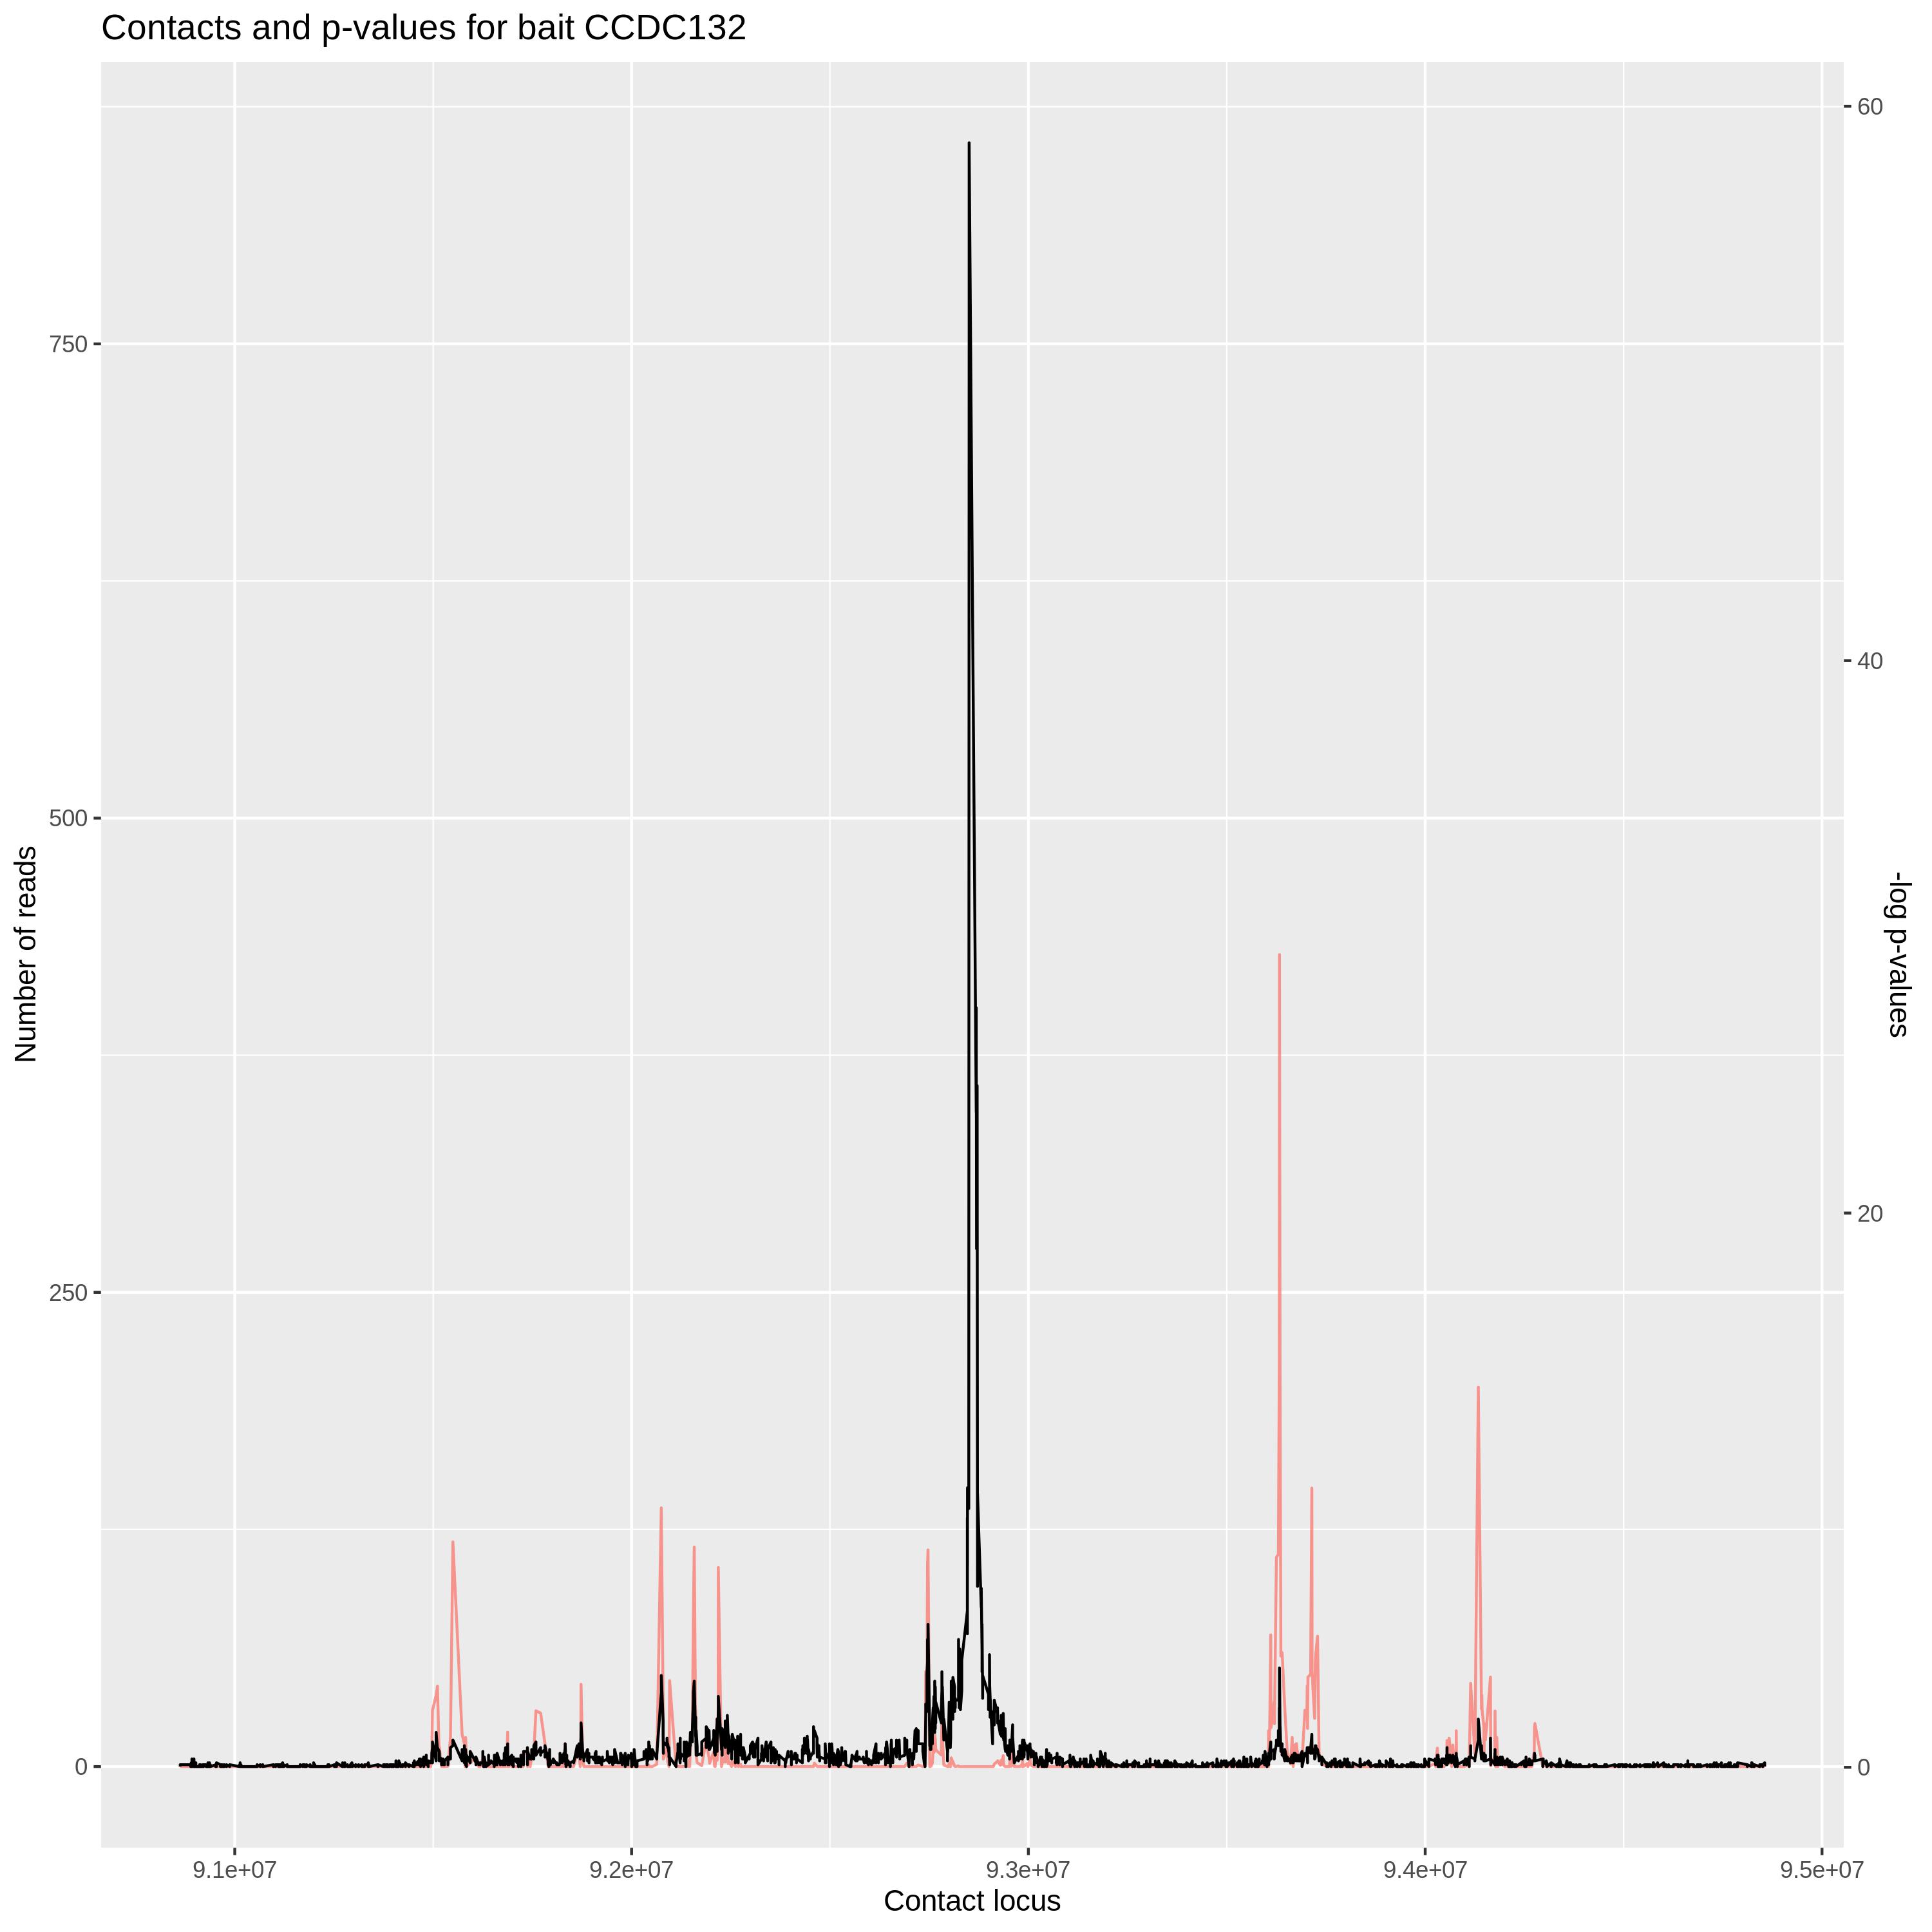 Contacts and p-values for bait CCDC132
Number of reads
750
500
250
0
60
40
20
0
-log p-values
9.1e+07
9.2e+07
9.3e+07
9.4e+07
9.5e+07
Contact locus